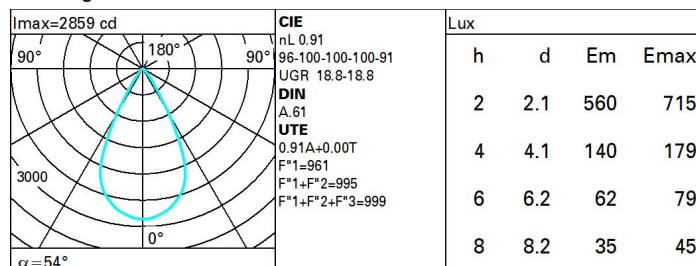 Imax=2859 cd
90° 180° 90°
3000
0°
α=54°
CIE
nL 0.91
96-100-100-100-91
UGR 18.8-18.8
DIN
A.61
UTE
0.91A+0.00T
F"1=961
F"1+F"2=995
F"1+F"2+F"3=999
Lux
h d Em Emax
2 2.1 560 715
4 4.1 140 179
6 6.2 62 79
8 8.2 35 45